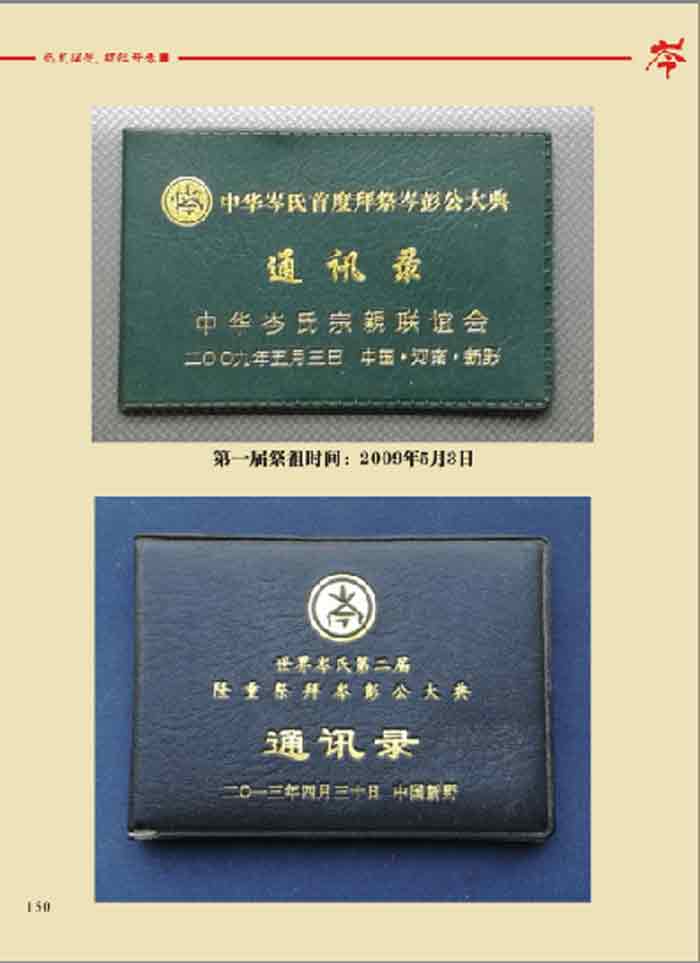 岑
岑
中华岑氏首度拜祭岑彭公大典
通讯录
中华岑氏宗親联谊会
二〇〇九年五月三日 中国·河南·新野
第一届祭祖时间：2009年5月3日
岑
世界岑氏第二届
隆重祭拜岑彭公大典
通讯录
二〇一三年四月三十日 中国新野
150